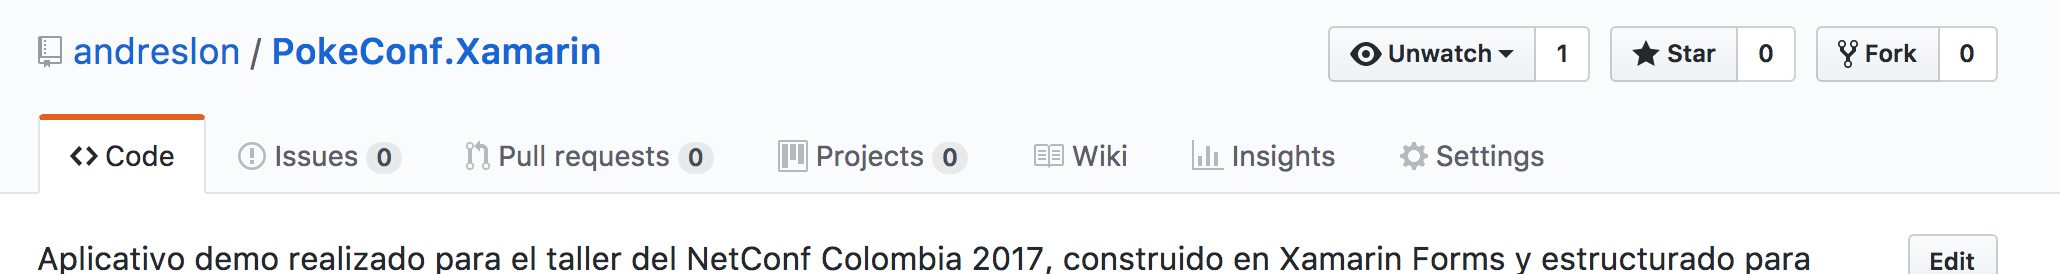 andreslon / PokeConf.Xamarin
Unwatch 1 Star 0 Fork 0
Code Issues 0 Pull requests 0 Projects 0 Wiki Insights Settings
Aplicativo demo realizado para el taller del NetConf Colombia 2017, construido en Xamarin Forms y estructurado para
Edit